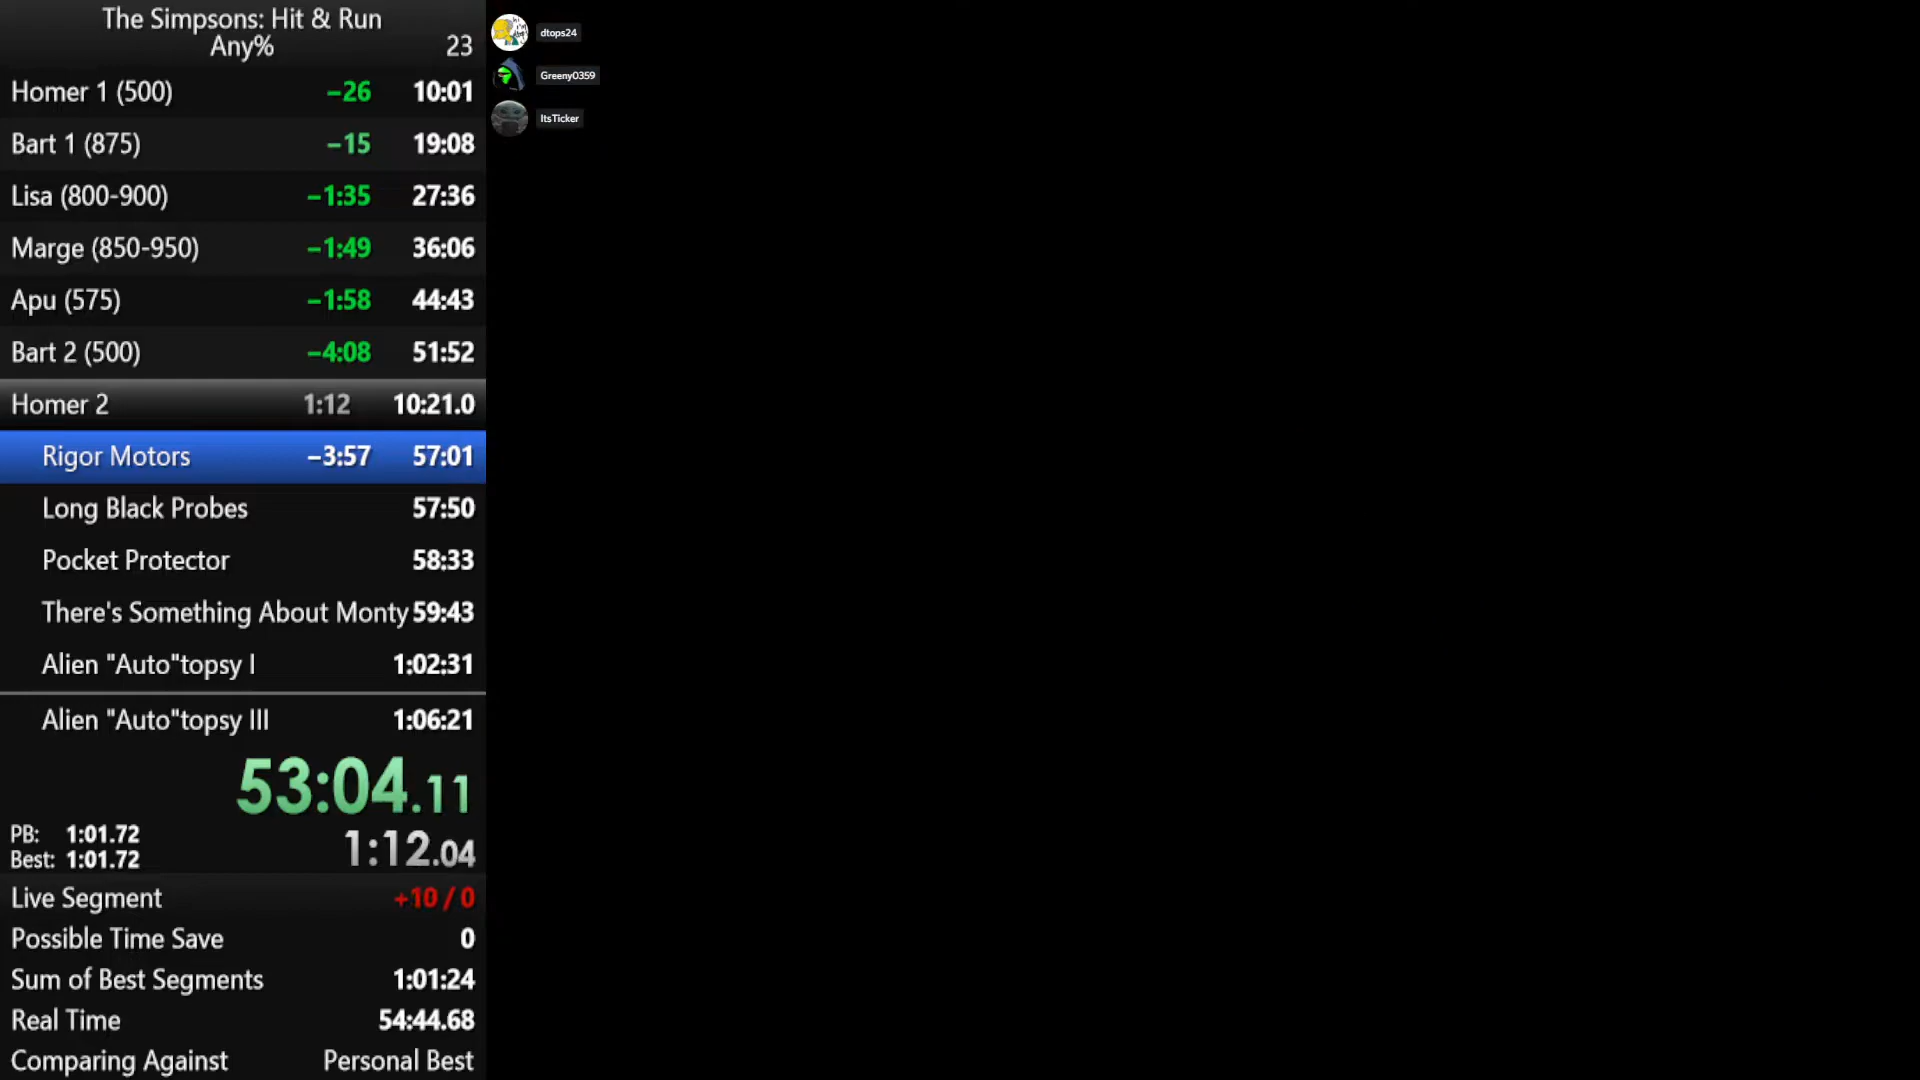 The Simpsons: Hit & Run
Any% 23
Homer 1 (500) −26 10:01
Bart 1 (875) −15 19:08
Lisa (800-900) −1:35 27:36
Marge (850-950) −1:49 36:06
Apu (575) −1:58 44:43
Bart 2 (500) −4:08 51:52
Homer 2 1:12 10:21.0
Rigor Motors −3:57 57:01
Long Black Probes 57:50
Pocket Protector 58:33
There's Something About Monty 59:43
Alien "Auto"topsy I 1:02:31
Alien "Auto"topsy III 1:06:21
53:04.11
PB: 1:01.72
Best: 1:01.72
1:12.04
Live Segment +10 / 0
Possible Time Save 0
Sum of Best Segments 1:01:24
Real Time 54:44.68
Comparing Against Personal Best
dtops24
Greeny0359
ItsTicker